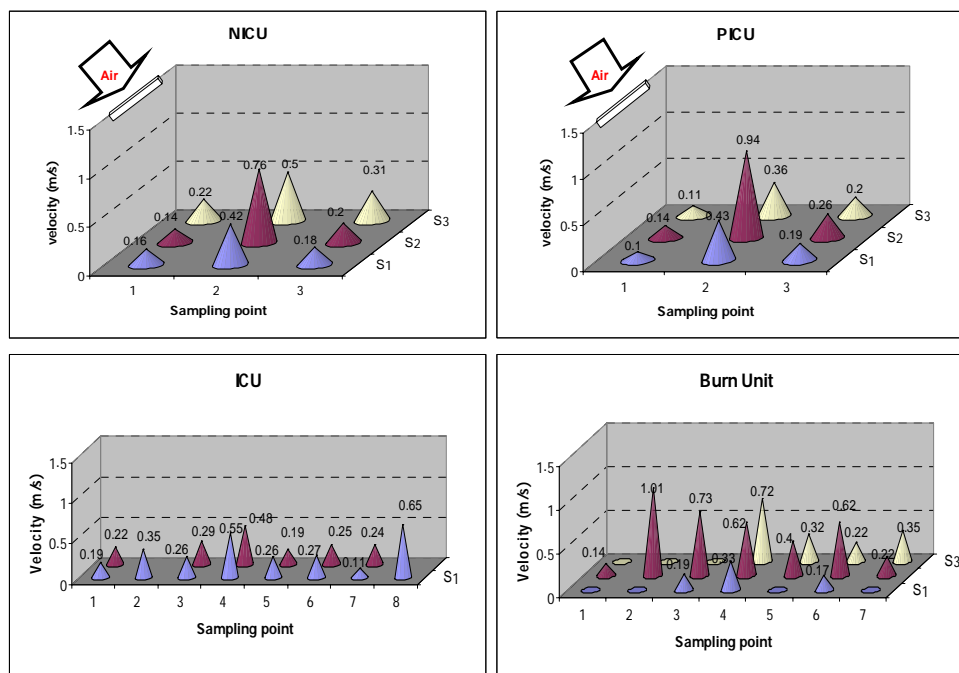 NICU
Air
velocity (m/s)
1.5
1
0.5
0
0.22
0.76
0.5
0.31
0.14
0.42
0.2
0.16
0.18
S3
S2
S1
1 2 3
Sampling point
PICU
Air
velocity (m/s)
1.5
1
0.5
0
0.94
0.36
0.11
0.2
0.14
0.43
0.26
0.1
0.19
S3
S2
S1
1 2 3
Sampling point
ICU
Velocity (m/s)
1.5
1
0.5
0
0.19
0.22
0.35
0.26
0.29
0.55
0.48
0.26
0.19
0.27
0.25
0.11
0.24
0.65
S1
1 2 3 4 5 6 7 8
Sampling point
Burn Unit
Velocity (m/s)
1.5
1
0.5
0
0.14
1.01
0.73
0.19
0.62
0.33
0.72
0.4
0.32
0.62
0.17
0.22
0.22
0.35
S3
S1
1 2 3 4 5 6 7
Sampling point